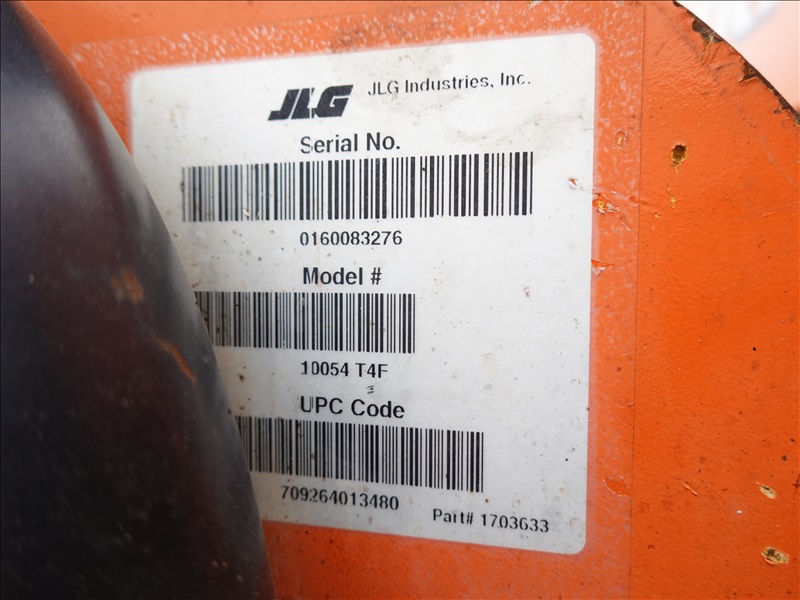 JLG JLG Industries, Inc.
Serial No.
0160083276
Model #
10054 T4F
UPC Code
709264013480
Part# 1703633